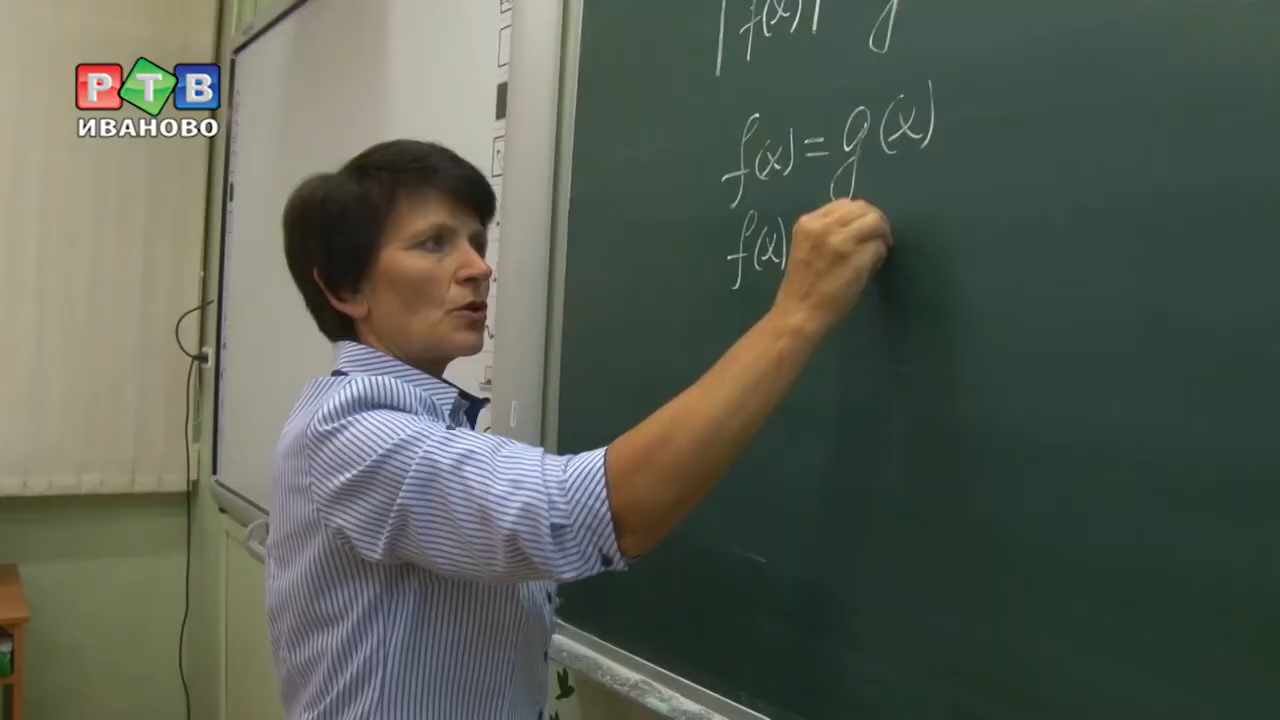 РТВ
ИВАНОВО
|f(x)| g
f(x) = g(x)
f(x)